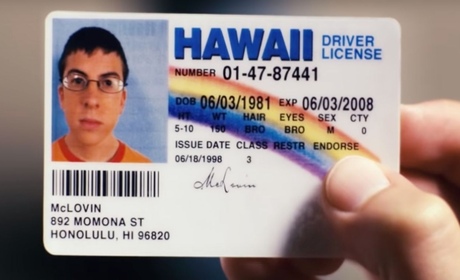 HAWAII DRIVER LICENSE
NUMBER 01-47-87441
DOB 06/03/1981 EXP 06/03/2008
HT WT HAIR EYES SEX CTY
5-10 150 BRO BRO M 0
ISSUE DATE CLASS RESTR ENDORSE
06/18/1998 3
McLovin
McLOVIN
892 MOMONA ST
HONOLULU, HI 96820